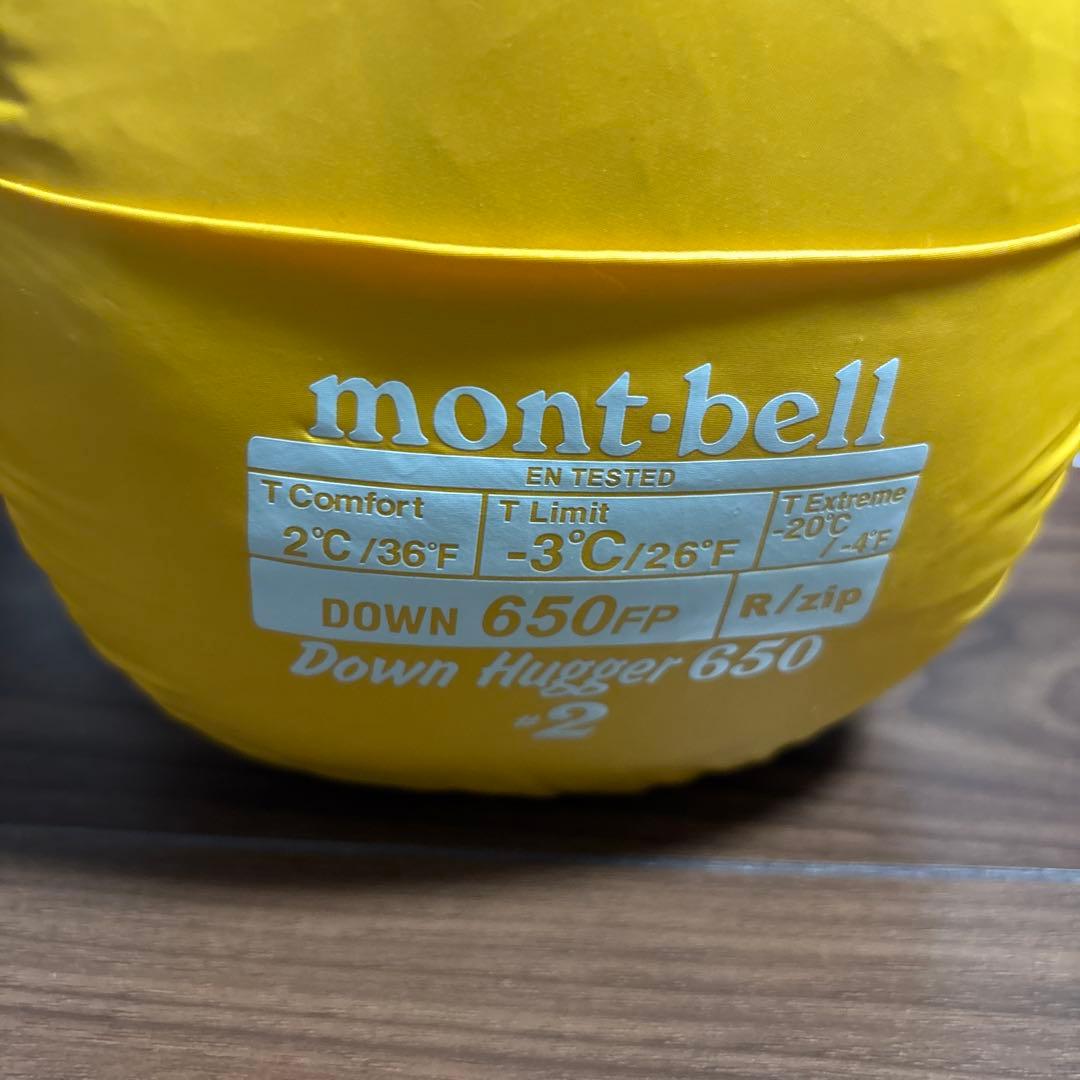 mont·bell
EN TESTED
T Comfort T Limit T Extreme
2°C/36°F -3°C/26°F -20°C/-4°F
DOWN 650FP R/zip
Down Hugger 650
#2